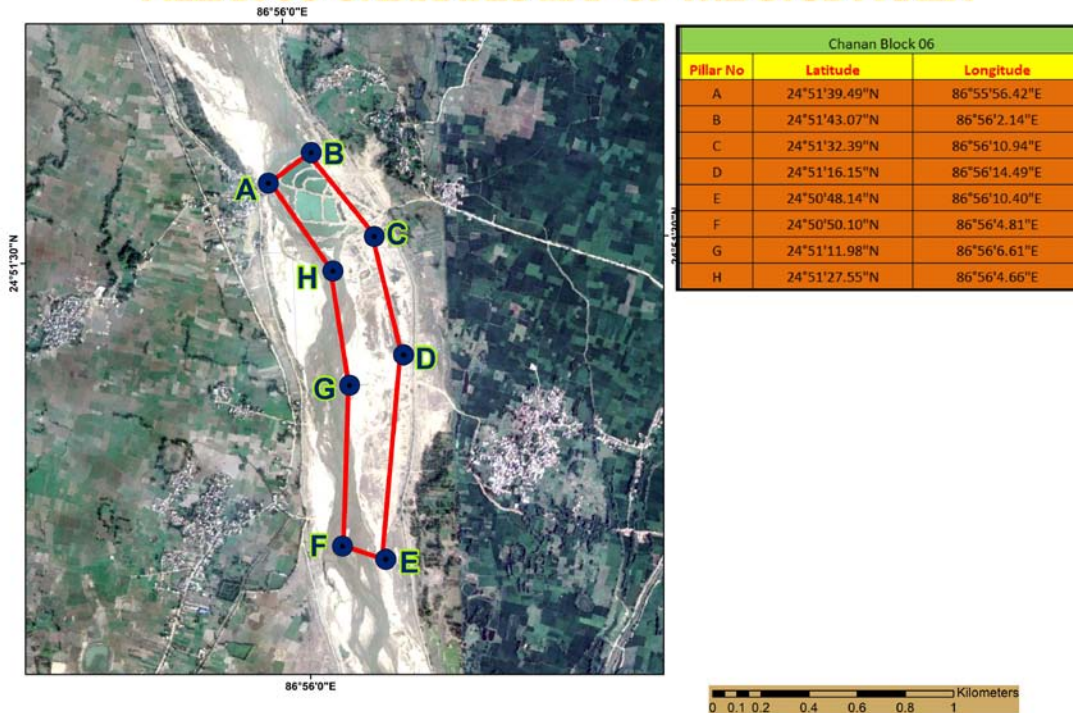 86°56'0"E
Chanan Block 06
Pillar No Latitude Longitude
A 24°51'39.49"N 86°55'56.42"E
B 24°51'43.07"N 86°56'2.14"E
C 24°51'32.39"N 86°56'10.94"E
D 24°51'16.15"N 86°56'14.49"E
E 24°50'48.14"N 86°56'10.40"E
F 24°50'50.10"N 86°56'4.81"E
G 24°51'11.98"N 86°56'6.61"E
H 24°51'27.55"N 86°56'4.66"E
B
A
C
H
D
G
F
E
24°51'30"N
86°56'0"E
Kilometers
0 0.1 0.2 0.4 0.6 0.8 1